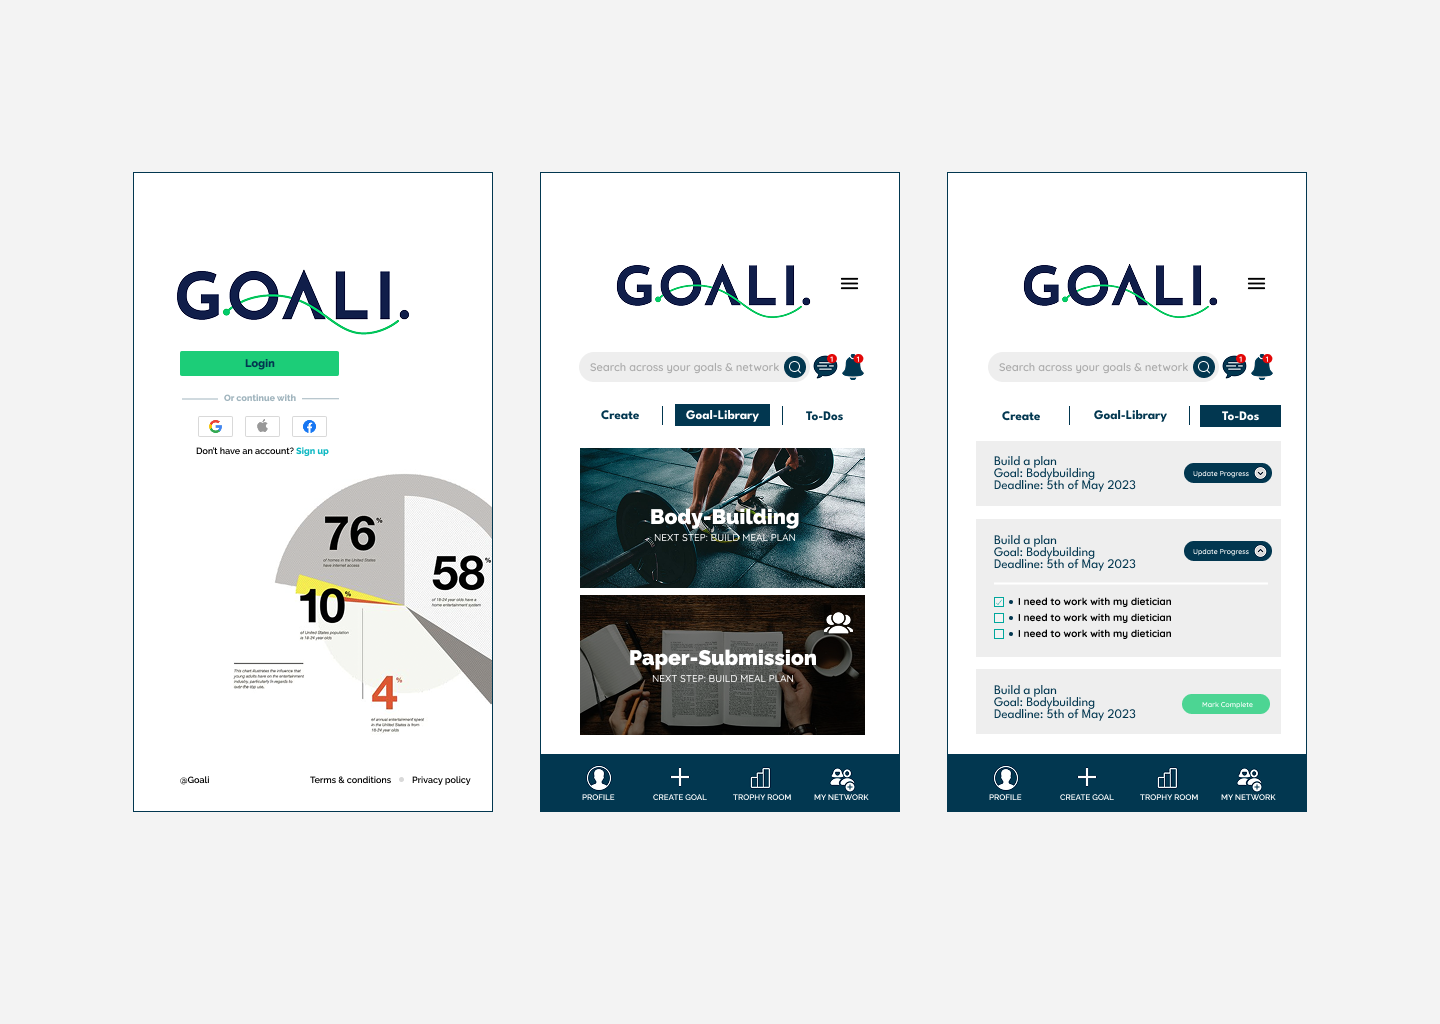 GOALI.
Login
Or continue with
Don't have an account? Sign up
76%
of homes in the United States
have internet access
58%
of 18-24 year olds have a
home entertainment system
10%
of United States population
is 18-24 year olds
This chart illustrates the influence that
young adults have on the entertainment
industry, particularly in regards to
over-the-top use.
4%
of annual entertainment spend
in the United States is from
18-24 year olds
@Goali
Terms & conditions
Privacy policy
GOALI.
Search across your goals & network
1
1
Create
Goal-Library
To-Dos
Body-Building
NEXT STEP: BUILD MEAL PLAN
Paper-Submission
NEXT STEP: BUILD MEAL PLAN
PROFILE
CREATE GOAL
TROPHY ROOM
MY NETWORK
GOALI.
Search across your goals & network
1
1
Create
Goal-Library
To-Dos
Build a plan
Goal: Bodybuilding
Deadline: 5th of May 2023
Update Progress
Build a plan
Goal: Bodybuilding
Deadline: 5th of May 2023
Update Progress
• I need to work with my dietician
• I need to work with my dietician
• I need to work with my dietician
Build a plan
Goal: Bodybuilding
Deadline: 5th of May 2023
Mark Complete
PROFILE
CREATE GOAL
TROPHY ROOM
MY NETWORK